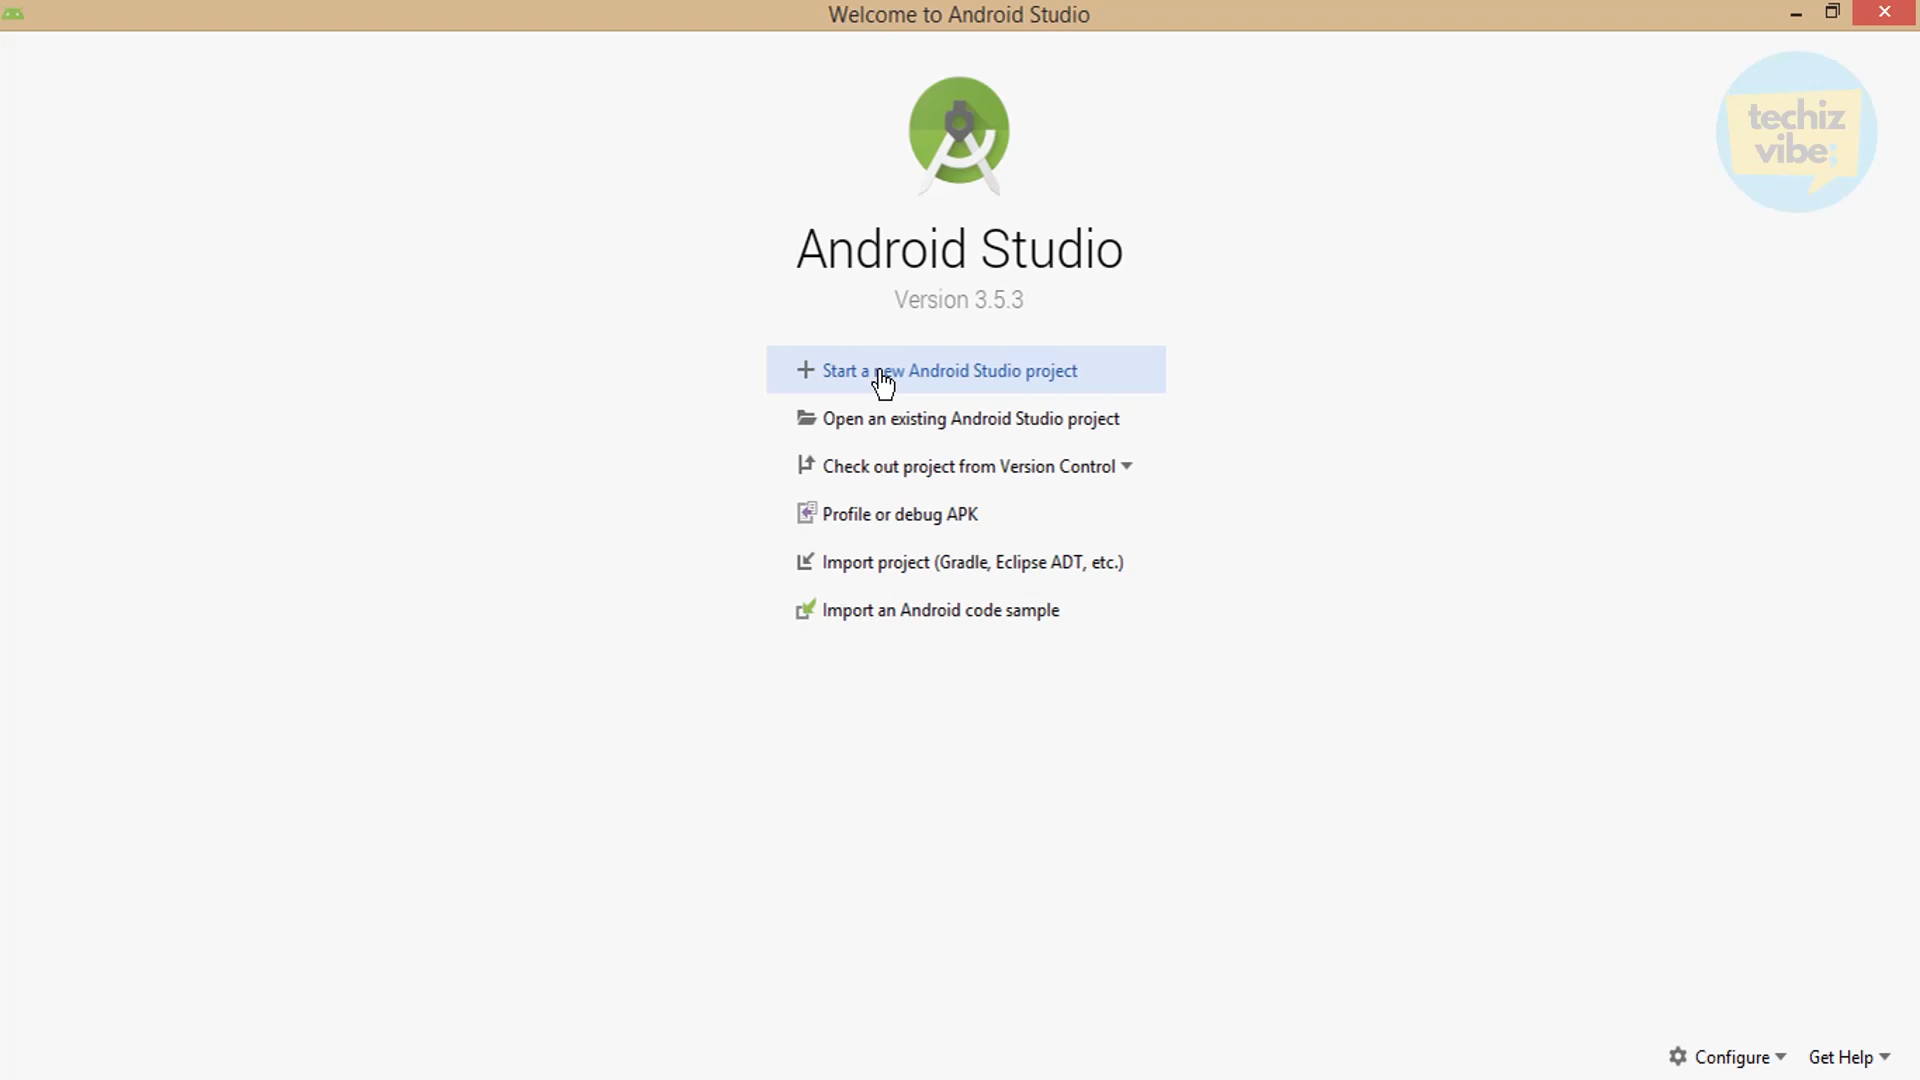 Welcome to Android Studio
techiz
vibe:
Android Studio
Version 3.5.3
Start a new Android Studio project
Open an existing Android Studio project
Check out project from Version Control
Profile or debug APK
Import project (Gradle, Eclipse ADT, etc.)
Import an Android code sample
Configure
Get Help